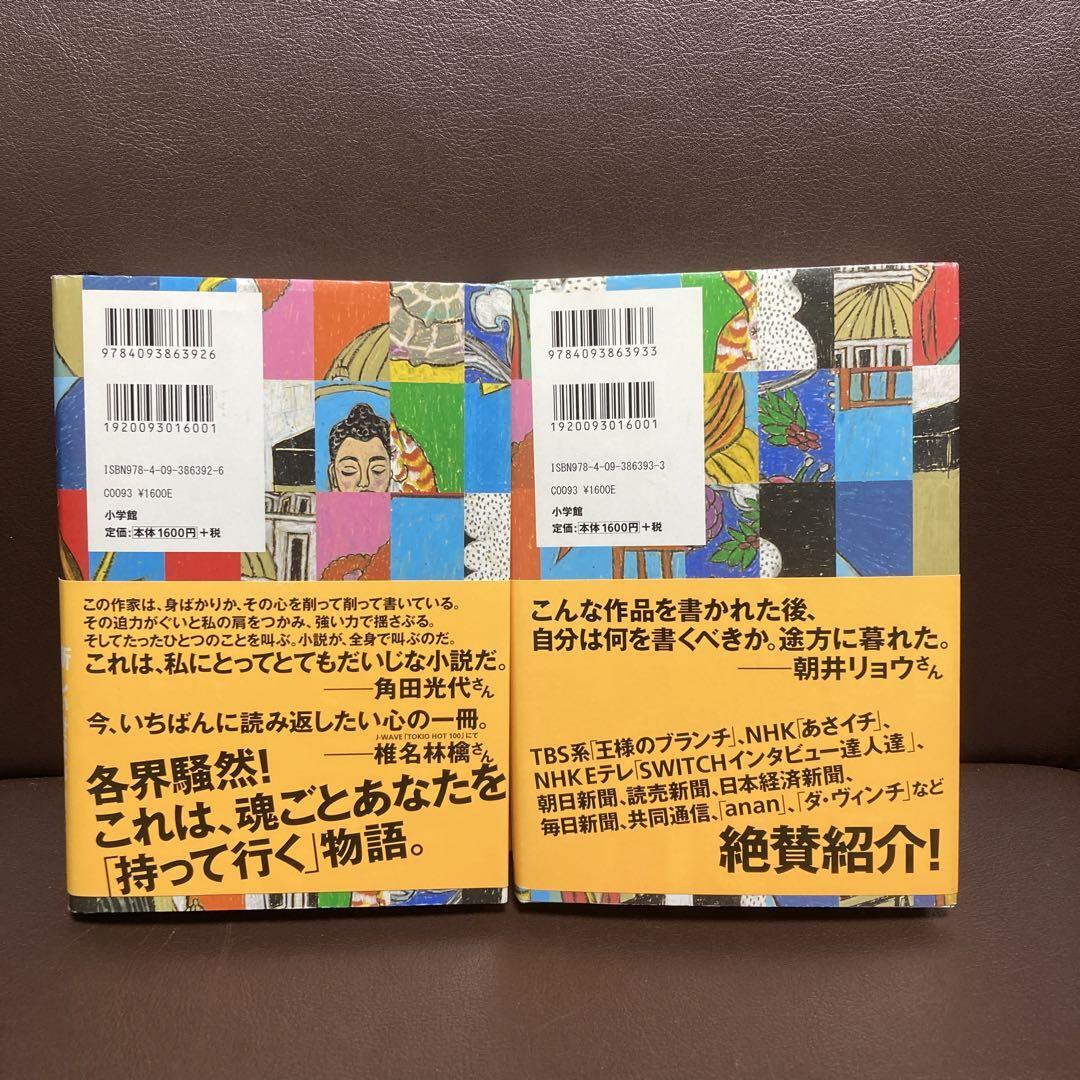 9784093863926
1920093016001
ISBN978-4-09-386392-6
C0093 ¥1600E
小学館
定価:本体1600円+税
この作家は、身ばかりか、その心を削って削って書いている。
その迫力がぐいと私の肩をつかみ、強い力で揺さぶる。
そしてたったひとつのことを叫ぶ。小説が、全身で叫ぶのだ。
これは、私にとってとてもだいじな小説だ。
——角田光代さん
今、いちばんに読み返したい心の一冊。
J-WAVE「TOKIO HOT 100」にて
——椎名林檎さん
各界騒然!
これは、魂ごとあなたを
「持って行く」物語。
9784093863933
1920093016001
ISBN978-4-09-386393-3
C0093 ¥1600E
小学館
定価:本体1600円+税
こんな作品を書かれた後、
自分は何を書くべきか。途方に暮れた。
——朝井リョウさん
TBS系「王様のブランチ」、NHK「あさイチ」、
NHK Eテレ「SWITCHインタビュー達人達」、
朝日新聞、読売新聞、日本経済新聞、
毎日新聞、共同通信、「anan」、「ダ・ヴィンチ」など
絶賛紹介!